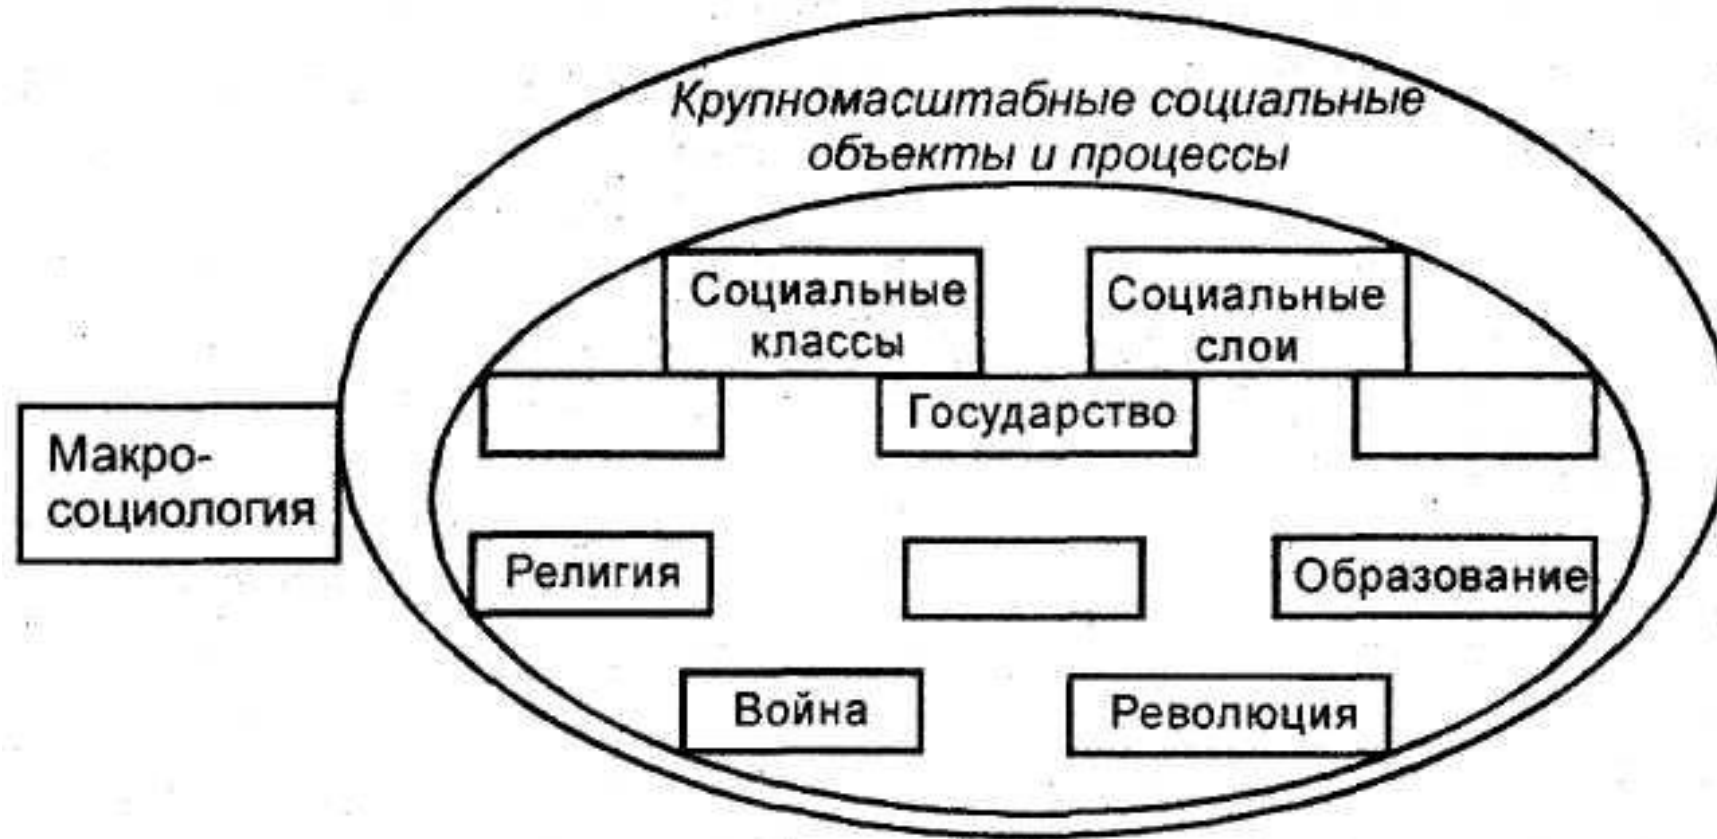 Крупномасштабные социальные
объекты и процессы
Социальные
классы
Социальные
слои
Государство
Макро-
социология
Религия
Образование
Война
Революция